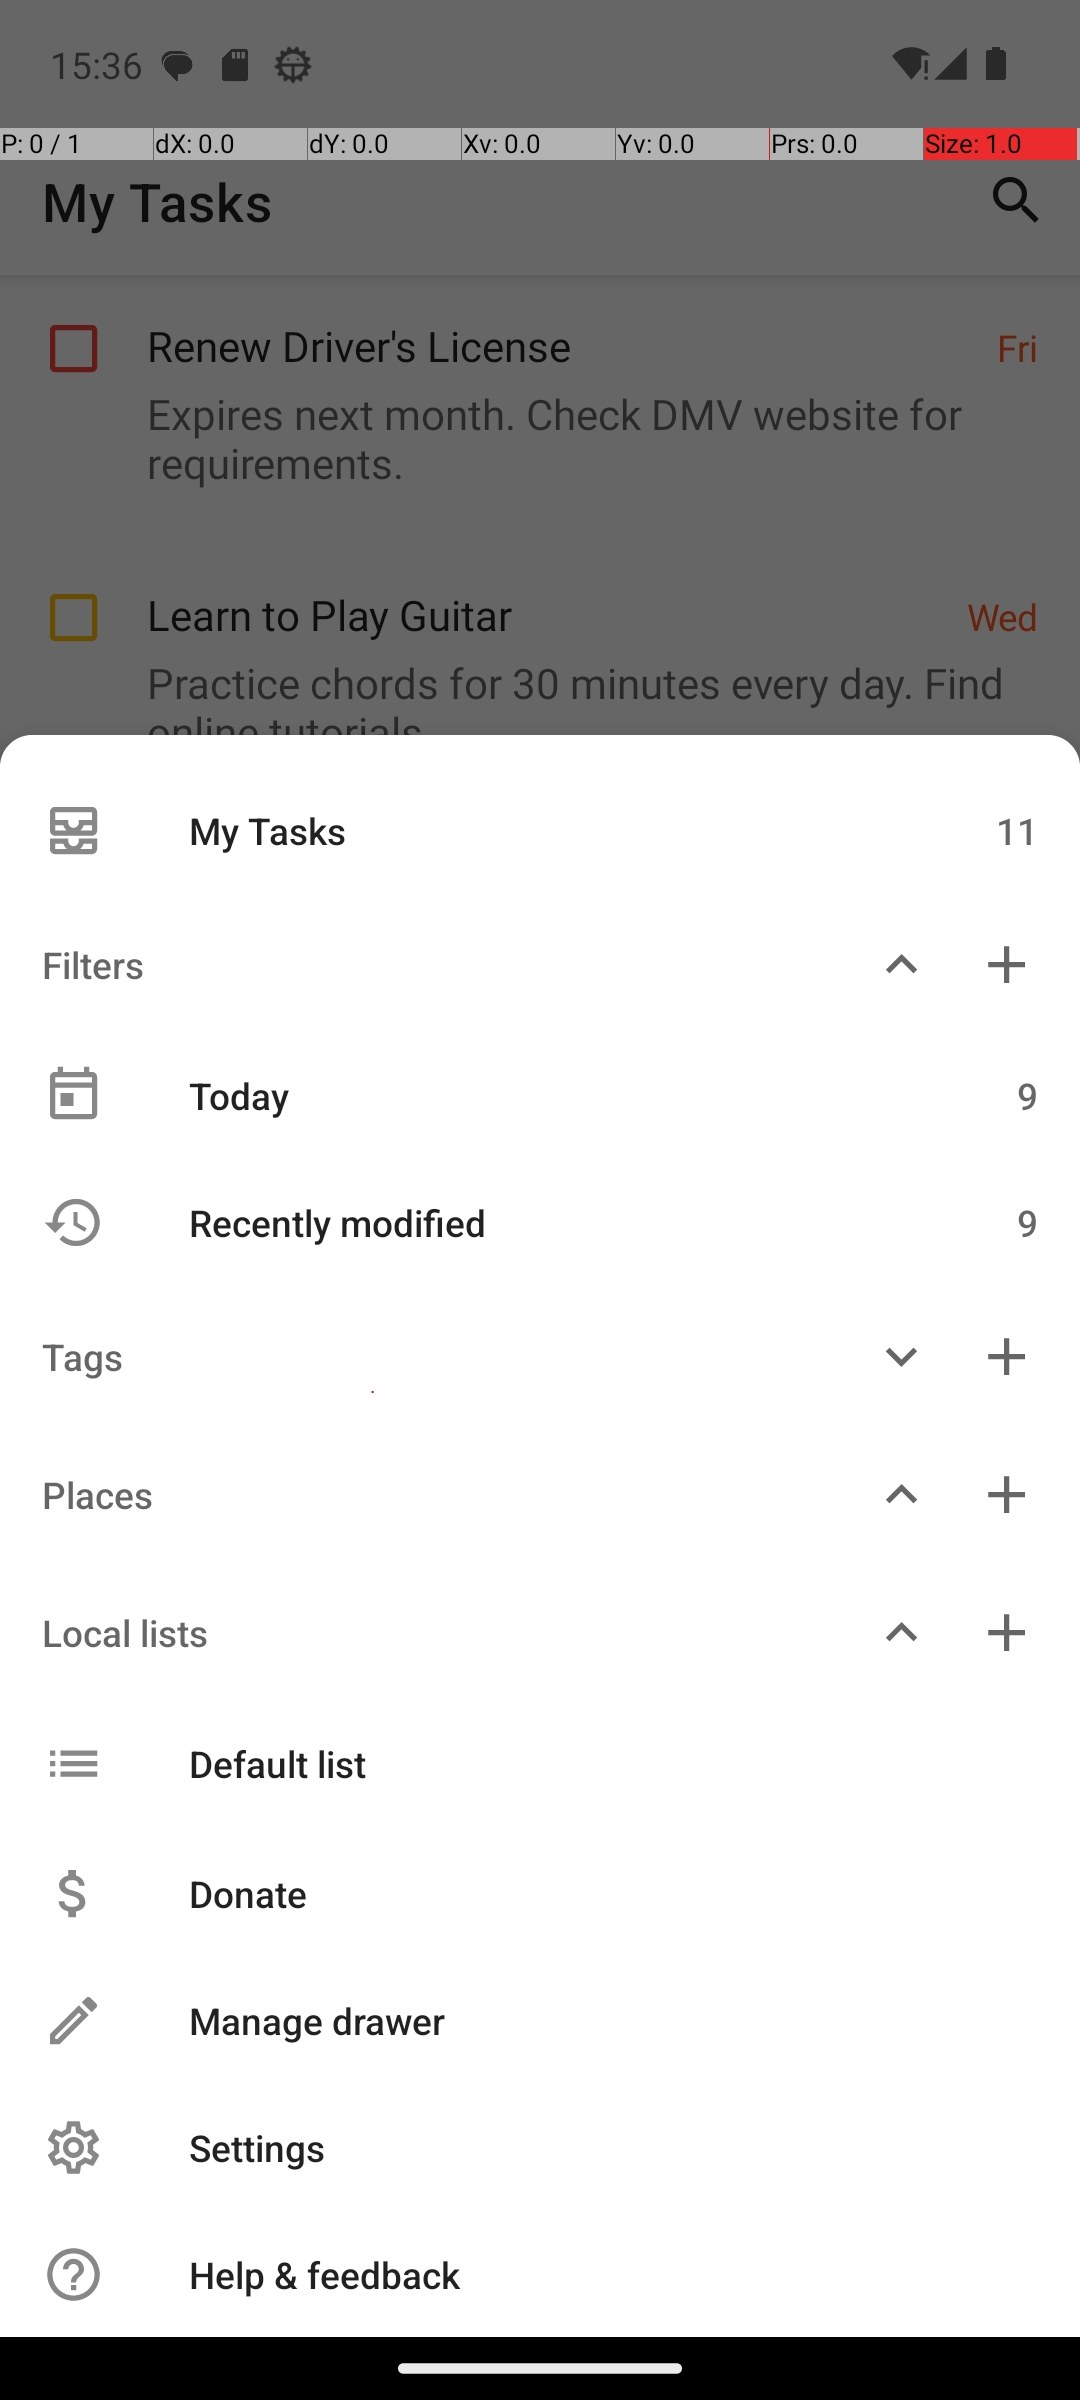 15:36
P: 0 / 1 dX: 0.0 dY: 0.0 Xv: 0.0 Yv: 0.0 Prs: 0.0 Size: 1.0
My Tasks
Renew Driver's License Fri
Expires next month. Check DMV website for
requirements.
Learn to Play Guitar Wed
Practice chords for 30 minutes every day. Find
online tutorials
My Tasks 11
Filters
Today 9
Recently modified 9
Tags
Places
Local lists
Default list
Donate
Manage drawer
Settings
Help & feedback